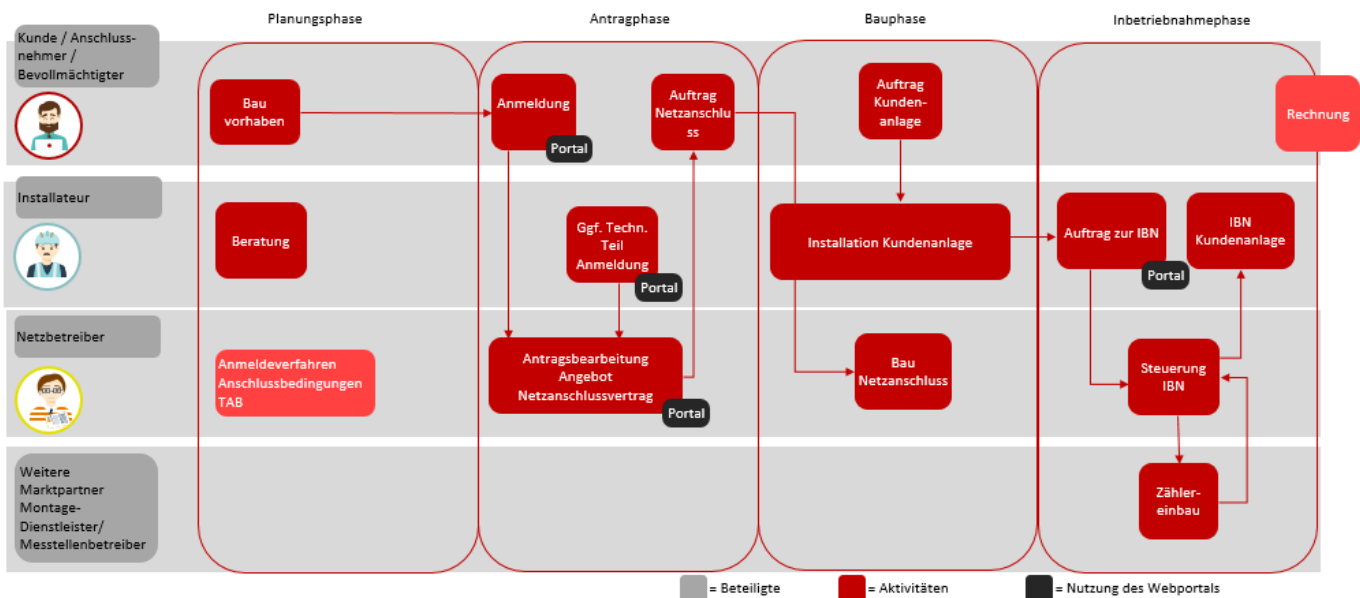 Planungsphase
Antragphase
Bauphase
Inbetriebnahmephase
Kunde / Anschluss-
nehmer /
Bevollmächtigter
Bau
vorhaben
Anmeldung
Portal
Auftrag
Netzanschlu
ss
Auftrag
Kunden-
anlage
Rechnung
Installateur
Beratung
Ggf. Techn.
Teil
Anmeldung
Portal
Installation Kundenanlage
Auftrag zur IBN
Portal
IBN
Kundenanlage
Netzbetreiber
Anmeldeverfahren
Anschlussbedingungen
TAB
Antragsbearbeitung
Angebot
Netzanschlussvertrag
Portal
Bau
Netzanschluss
Steuerung
IBN
Weitere
Marktpartner
Montage-
Dienstleister/
Messtellenbetreiber
Zähler-
einbau
= Beteiligte
= Aktivitäten
= Nutzung des Webportals